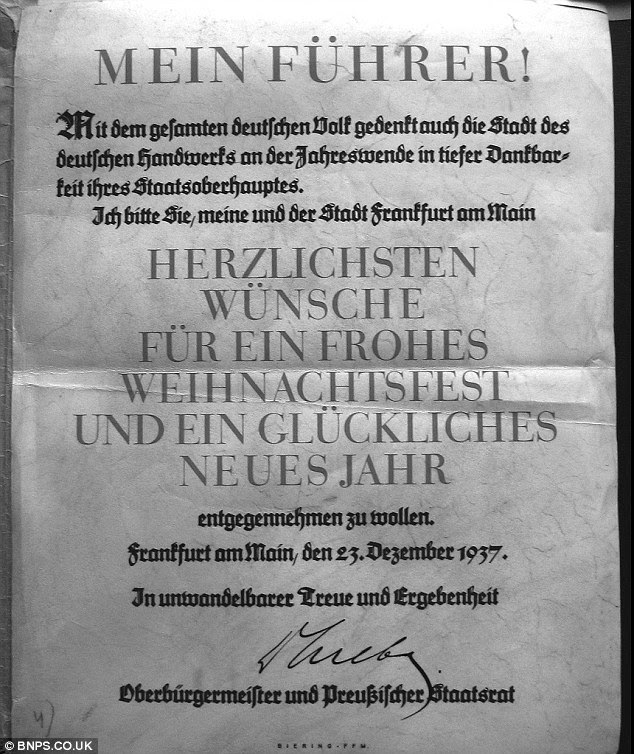 MEIN FÜHRER!
Mit dem gesamten deutschen Volk gedenkt auch die Stadt des
deutschen Handwerks an der Jahreswende in tiefer Dankbar-
keit ihres Staatsoberhauptes.
Ich bitte Sie, meine und der Stadt Frankfurt am Main
HERZLICHSTEN
WÜNSCHE
FÜR EIN FROHES
WEIHNACHTSFEST
UND EIN GLÜCKLICHES
NEUES JAHR
entgegennehmen zu wollen.
Frankfurt am Main, den 23. Dezember 1937.
In unwandelbarer Treue und Ergebenheit
Oberbürgermeister und Preußischer Staatsrat
4)
BIERING-FFM.
© BNPS.CO.UK